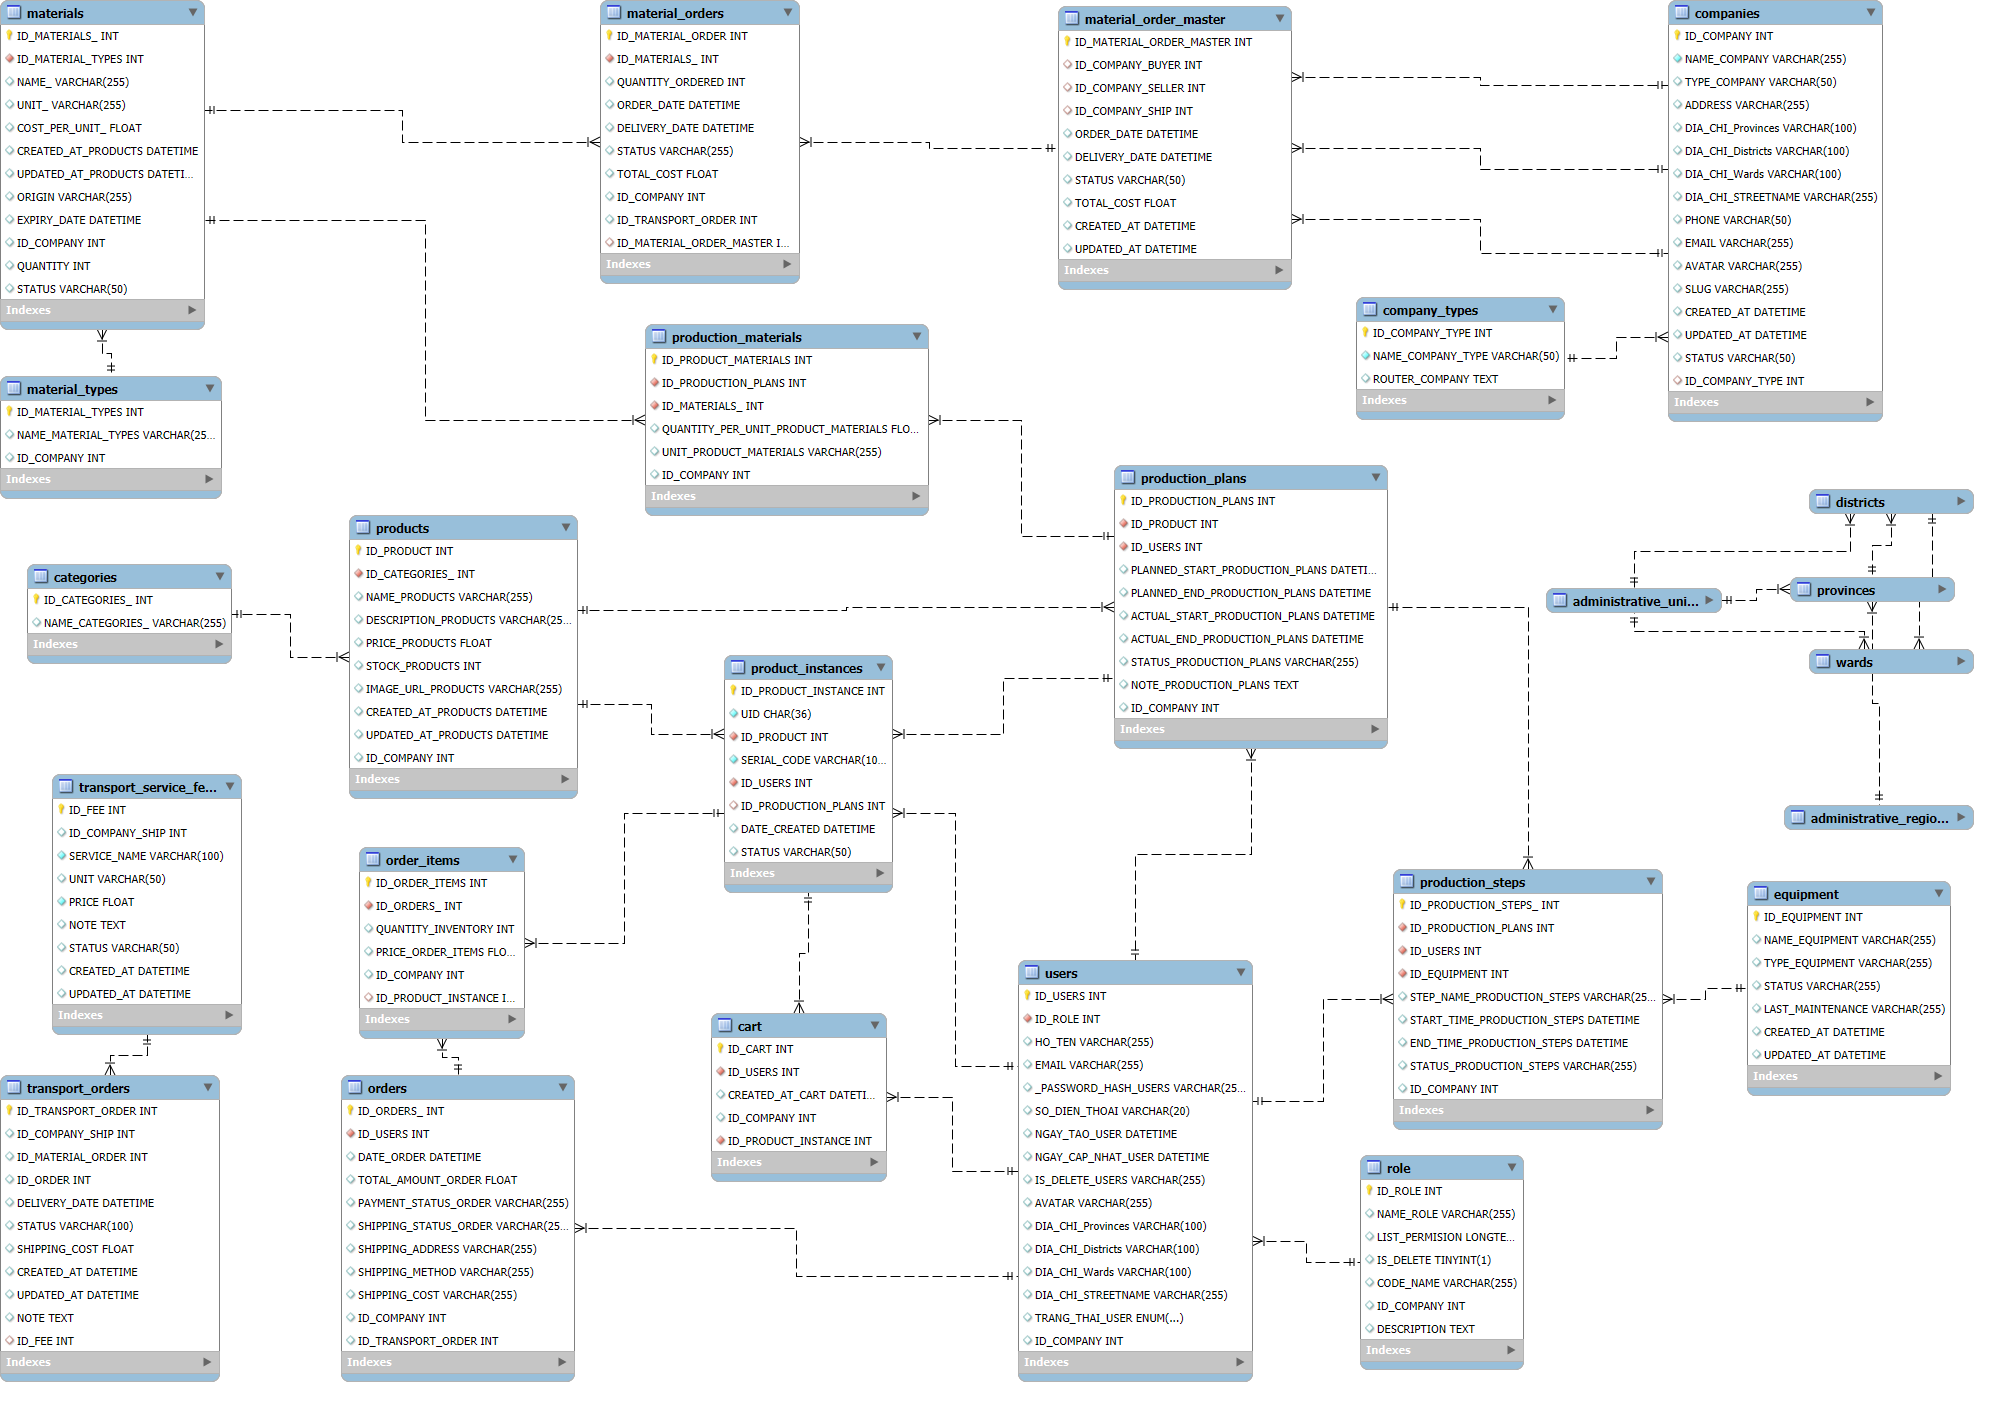 materials
ID_MATERIALS_ INT
ID_MATERIAL_TYPES INT
NAME_ VARCHAR(255)
UNIT_ VARCHAR(255)
COST_PER_UNIT_ FLOAT
CREATED_AT_PRODUCTS DATETIME
UPDATED_AT_PRODUCTS DATETI...
ORIGIN VARCHAR(255)
EXPIRY_DATE DATETIME
ID_COMPANY INT
QUANTITY INT
STATUS VARCHAR(50)
Indexes
material_orders
ID_MATERIAL_ORDER INT
ID_MATERIALS_ INT
QUANTITY_ORDERED INT
ORDER_DATE DATETIME
DELIVERY_DATE DATETIME
STATUS VARCHAR(255)
TOTAL_COST FLOAT
ID_COMPANY INT
ID_TRANSPORT_ORDER INT
ID_MATERIAL_ORDER_MASTER I...
Indexes
material_order_master
ID_MATERIAL_ORDER_MASTER INT
ID_COMPANY_BUYER INT
ID_COMPANY_SELLER INT
ID_COMPANY_SHIP INT
ORDER_DATE DATETIME
DELIVERY_DATE DATETIME
STATUS VARCHAR(50)
TOTAL_COST FLOAT
CREATED_AT DATETIME
UPDATED_AT DATETIME
Indexes
companies
ID_COMPANY INT
NAME_COMPANY VARCHAR(255)
TYPE_COMPANY VARCHAR(50)
ADDRESS VARCHAR(255)
DIA_CHI_Provinces VARCHAR(100)
DIA_CHI_Districts VARCHAR(100)
DIA_CHI_Wards VARCHAR(100)
DIA_CHI_STREETNAME VARCHAR(255)
PHONE VARCHAR(50)
EMAIL VARCHAR(255)
AVATAR VARCHAR(255)
SLUG VARCHAR(255)
CREATED_AT DATETIME
UPDATED_AT DATETIME
STATUS VARCHAR(50)
ID_COMPANY_TYPE INT
Indexes
company_types
ID_COMPANY_TYPE INT
NAME_COMPANY_TYPE VARCHAR(50)
ROUTER_COMPANY TEXT
Indexes
material_types
ID_MATERIAL_TYPES INT
NAME_MATERIAL_TYPES VARCHAR(25...
ID_COMPANY INT
Indexes
production_materials
ID_PRODUCT_MATERIALS INT
ID_PRODUCTION_PLANS INT
ID_MATERIALS_ INT
QUANTITY_PER_UNIT_PRODUCT_MATERIALS FLO...
UNIT_PRODUCT_MATERIALS VARCHAR(255)
ID_COMPANY INT
Indexes
production_plans
ID_PRODUCTION_PLANS INT
ID_PRODUCT INT
ID_USERS INT
PLANNED_START_PRODUCTION_PLANS DATETI...
PLANNED_END_PRODUCTION_PLANS DATETIME
ACTUAL_START_PRODUCTION_PLANS DATETIME
ACTUAL_END_PRODUCTION_PLANS DATETIME
STATUS_PRODUCTION_PLANS VARCHAR(255)
NOTE_PRODUCTION_PLANS TEXT
ID_COMPANY INT
Indexes
districts
administrative_uni...
provinces
wards
administrative_regio...
products
ID_PRODUCT INT
ID_CATEGORIES_ INT
NAME_PRODUCTS VARCHAR(255)
DESCRIPTION_PRODUCTS VARCHAR(25...
PRICE_PRODUCTS FLOAT
STOCK_PRODUCTS INT
IMAGE_URL_PRODUCTS VARCHAR(255)
CREATED_AT_PRODUCTS DATETIME
UPDATED_AT_PRODUCTS DATETIME
ID_COMPANY INT
Indexes
categories
ID_CATEGORIES_ INT
NAME_CATEGORIES_ VARCHAR(255)
Indexes
product_instances
ID_PRODUCT_INSTANCE INT
UID CHAR(36)
ID_PRODUCT INT
SERIAL_CODE VARCHAR(10...
ID_USERS INT
ID_PRODUCTION_PLANS INT
DATE_CREATED DATETIME
STATUS VARCHAR(50)
Indexes
transport_service_fe...
ID_FEE INT
ID_COMPANY_SHIP INT
SERVICE_NAME VARCHAR(100)
UNIT VARCHAR(50)
PRICE FLOAT
NOTE TEXT
STATUS VARCHAR(50)
CREATED_AT DATETIME
UPDATED_AT DATETIME
Indexes
order_items
ID_ORDER_ITEMS INT
ID_ORDERS_ INT
QUANTITY_INVENTORY INT
PRICE_ORDER_ITEMS FLO...
ID_COMPANY INT
ID_PRODUCT_INSTANCE I...
Indexes
production_steps
ID_PRODUCTION_STEPS_ INT
ID_PRODUCTION_PLANS INT
ID_USERS INT
ID_EQUIPMENT INT
STEP_NAME_PRODUCTION_STEPS VARCHAR(25...
START_TIME_PRODUCTION_STEPS DATETIME
END_TIME_PRODUCTION_STEPS DATETIME
STATUS_PRODUCTION_STEPS VARCHAR(255)
ID_COMPANY INT
Indexes
equipment
ID_EQUIPMENT INT
NAME_EQUIPMENT VARCHAR(255)
TYPE_EQUIPMENT VARCHAR(255)
STATUS VARCHAR(255)
LAST_MAINTENANCE VARCHAR(255)
CREATED_AT DATETIME
UPDATED_AT DATETIME
Indexes
users
ID_USERS INT
ID_ROLE INT
HO_TEN VARCHAR(255)
EMAIL VARCHAR(255)
_PASSWORD_HASH_USERS VARCHAR(25...
SO_DIEN_THOAI VARCHAR(20)
NGAY_TAO_USER DATETIME
NGAY_CAP_NHAT_USER DATETIME
IS_DELETE_USERS VARCHAR(255)
AVATAR VARCHAR(255)
DIA_CHI_Provinces VARCHAR(100)
DIA_CHI_Districts VARCHAR(100)
DIA_CHI_Wards VARCHAR(100)
DIA_CHI_STREETNAME VARCHAR(255)
TRANG_THAI_USER ENUM(...)
ID_COMPANY INT
Indexes
cart
ID_CART INT
ID_USERS INT
CREATED_AT_CART DATETI...
ID_COMPANY INT
ID_PRODUCT_INSTANCE INT
Indexes
transport_orders
ID_TRANSPORT_ORDER INT
ID_COMPANY_SHIP INT
ID_MATERIAL_ORDER INT
ID_ORDER INT
DELIVERY_DATE DATETIME
STATUS VARCHAR(100)
SHIPPING_COST FLOAT
CREATED_AT DATETIME
UPDATED_AT DATETIME
NOTE TEXT
ID_FEE INT
Indexes
orders
ID_ORDERS_ INT
ID_USERS INT
DATE_ORDER DATETIME
TOTAL_AMOUNT_ORDER FLOAT
PAYMENT_STATUS_ORDER VARCHAR(255)
SHIPPING_STATUS_ORDER VARCHAR(25...
SHIPPING_ADDRESS VARCHAR(255)
SHIPPING_METHOD VARCHAR(255)
SHIPPING_COST VARCHAR(255)
ID_COMPANY INT
ID_TRANSPORT_ORDER INT
Indexes
role
ID_ROLE INT
NAME_ROLE VARCHAR(255)
LIST_PERMISION LONGTE...
IS_DELETE TINYINT(1)
CODE_NAME VARCHAR(255)
ID_COMPANY INT
DESCRIPTION TEXT
Indexes